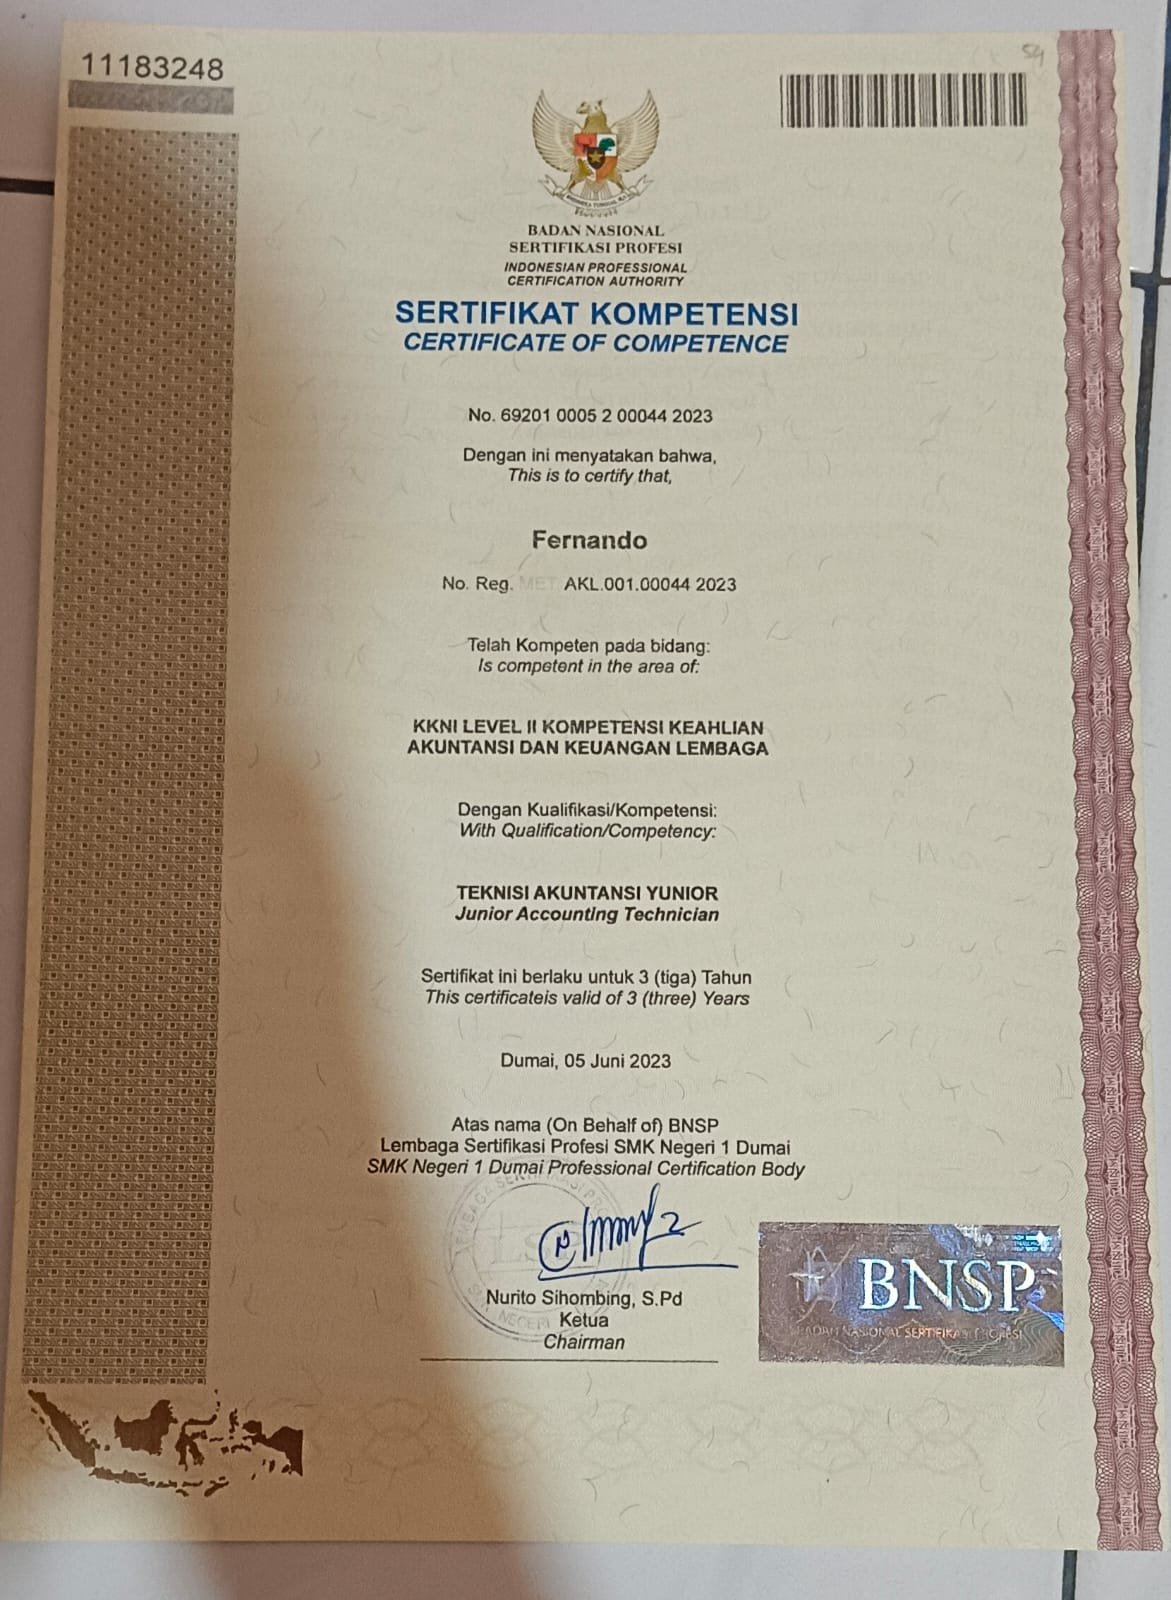 11183248
54
BADAN NASIONAL
SERTIFIKASI PROFESI
INDONESIAN PROFESSIONAL
CERTIFICATION AUTHORITY
SERTIFIKAT KOMPETENSI
CERTIFICATE OF COMPETENCE
No. 69201 0005 2 00044 2023
Dengan ini menyatakan bahwa,
This is to certify that,
Fernando
No. Reg. MET AKL.001.00044 2023
Telah Kompeten pada bidang:
Is competent in the area of:
KKNI LEVEL II KOMPETENSI KEAHLIAN
AKUNTANSI DAN KEUANGAN LEMBAGA
Dengan Kualifikasi/Kompetensi:
With Qualification/Competency:
TEKNISI AKUNTANSI YUNIOR
Junior Accounting Technician
Sertifikat ini berlaku untuk 3 (tiga) Tahun
This certificateis valid of 3 (three) Years
Dumai, 05 Juni 2023
Atas nama (On Behalf of) BNSP
Lembaga Sertifikasi Profesi SMK Negeri 1 Dumai
SMK Negeri 1 Dumai Professional Certification Body
Nurito Sihombing, S.Pd
Ketua
Chairman
BNSP
BADAN NASIONAL SERTIFIKASI PROFESI